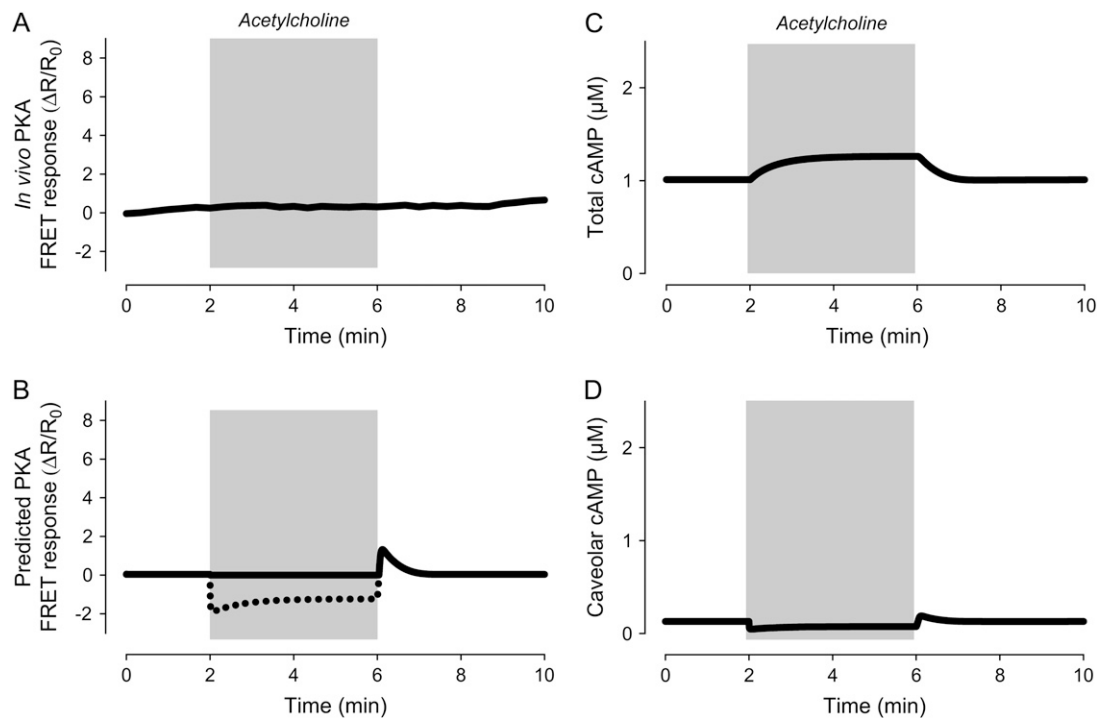 A
Acetylcholine
In vivo PKA
FRET response (ΔR/R0)
8
6
4
2
0
-2
0 2 4 6 8 10
Time (min)
C
Acetylcholine
Total cAMP (μM)
2
1
0
0 2 4 6 8 10
Time (min)
B
Predicted PKA
FRET response (ΔR/R0)
8
6
4
2
0
-2
0 2 4 6 8 10
Time (min)
D
Caveolar cAMP (μM)
2
1
0
0 2 4 6 8 10
Time (min)